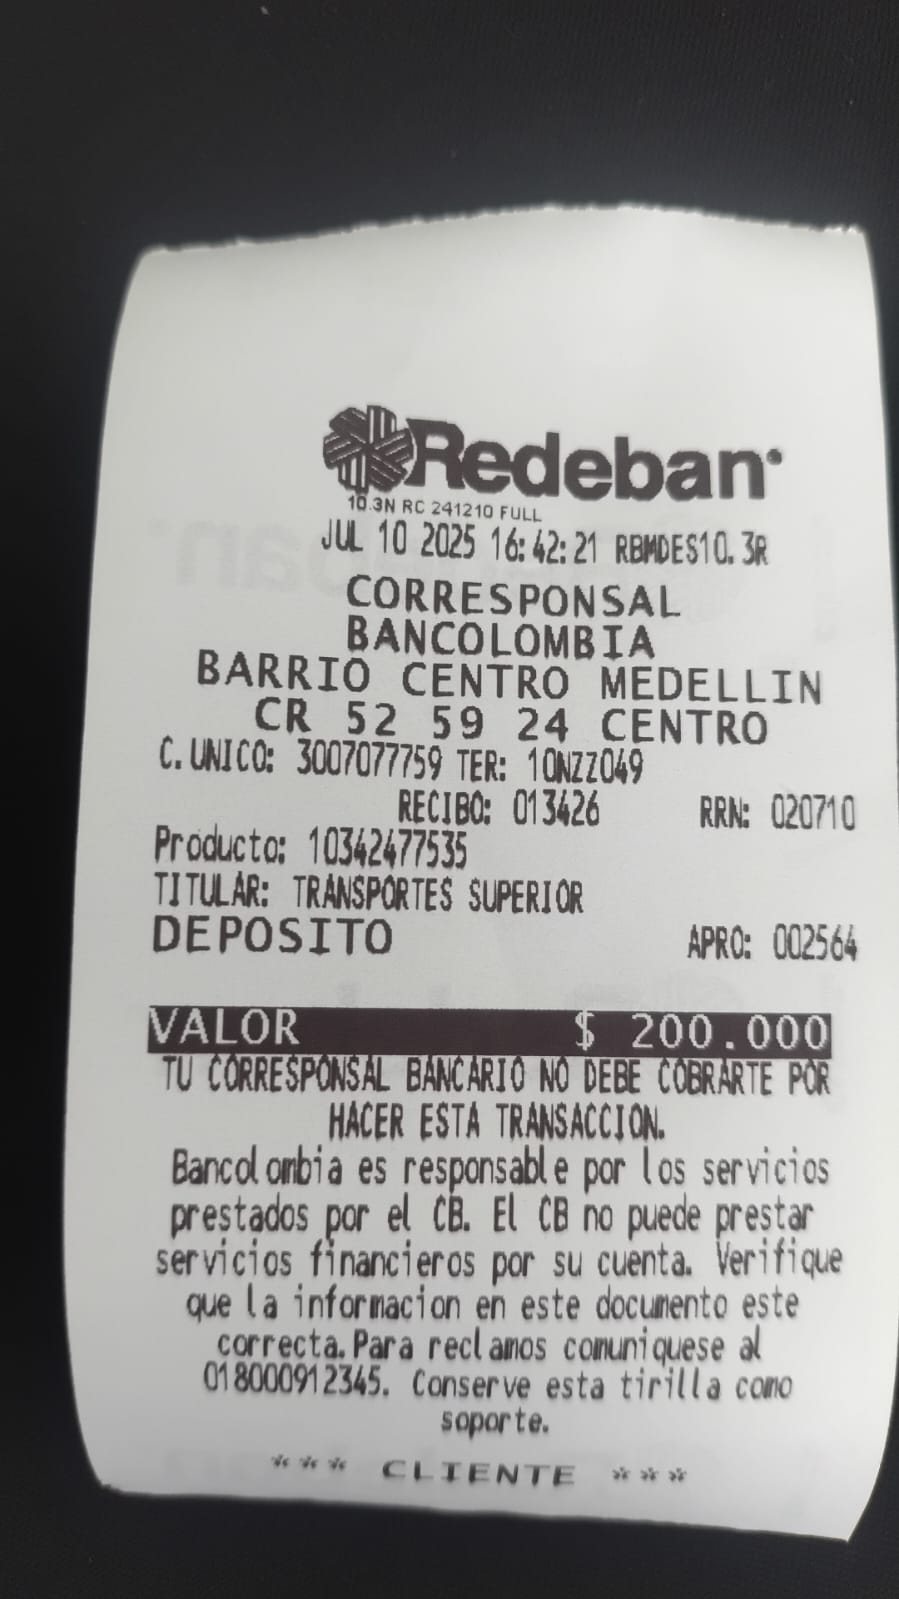 Redeban
10.3N RC 241210 FULL
JUL 10 2025 16:42:21 RBMDES10.3R
CORRESPONSAL
BANCOLOMBIA
BARRIO CENTRO MEDELLIN
CR 52 59 24 CENTRO
C.UNICO: 3007077759 TER: 10NZZ049
RECIBO: 013426 RRN: 020710
Producto: 10342477535
TITULAR: TRANSPORTES SUPERIOR
DEPOSITO APRO: 002564
VALOR $ 200.000
TU CORRESPONSAL BANCARIO NO DEBE COBRARTE POR
HACER ESTA TRANSACCION.
Bancolombia es responsable por los servicios
prestados por el CB. El CB no puede prestar
servicios financieros por su cuenta. Verifique
que la informacion en este documento este
correcta.Para reclamos comuniquese al
018000912345. Conserve esta tirilla como
soporte.
*** CLIENTE ***